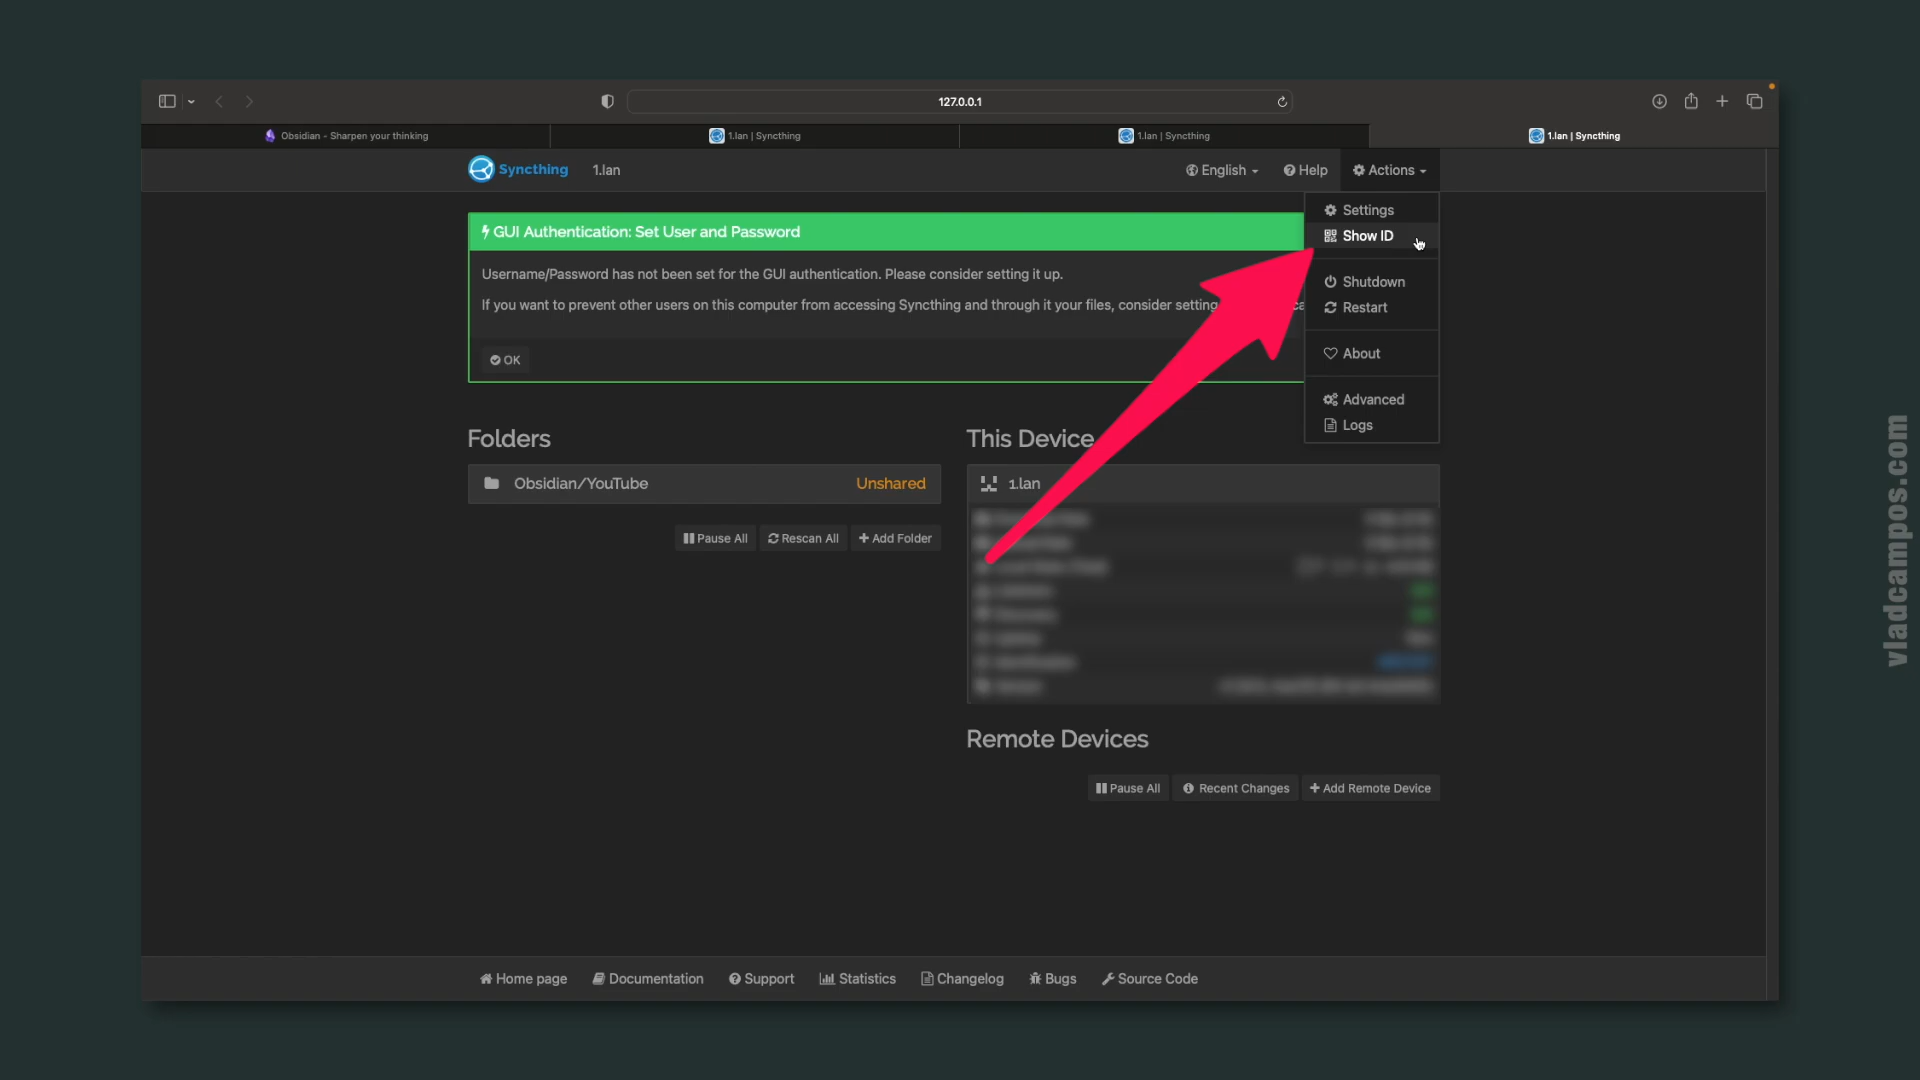 127.0.0.1
Obsidian - Sharpen your thinking
1.lan | Syncthing
1.lan | Syncthing
1.lan | Syncthing
Syncthing
1.lan
English
Help
Actions
Settings
Show ID
Shutdown
Restart
About
Advanced
Logs
GUI Authentication: Set User and Password
Username/Password has not been set for the GUI authentication. Please consider setting it up.
If you want to prevent other users on this computer from accessing Syncthing and through it your files, consider setting
OK
Folders
Obsidian/YouTube
Unshared
Pause All
Rescan All
Add Folder
This Device
1.lan
Remote Devices
Pause All
Recent Changes
Add Remote Device
Home page
Documentation
Support
Statistics
Changelog
Bugs
Source Code
vladcampos.com